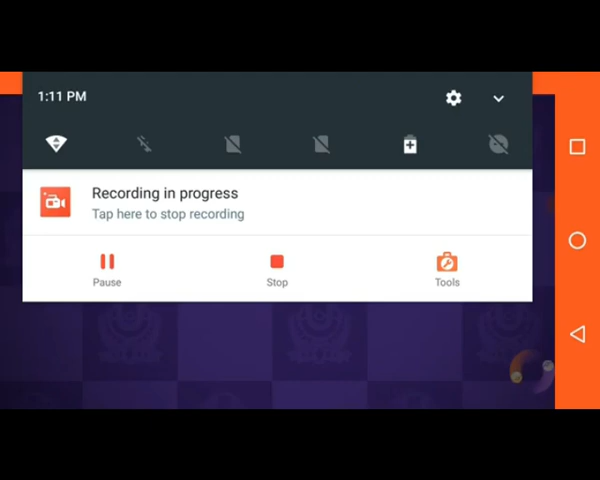 1:11 PM
Recording in progress
Tap here to stop recording
Pause Stop Tools